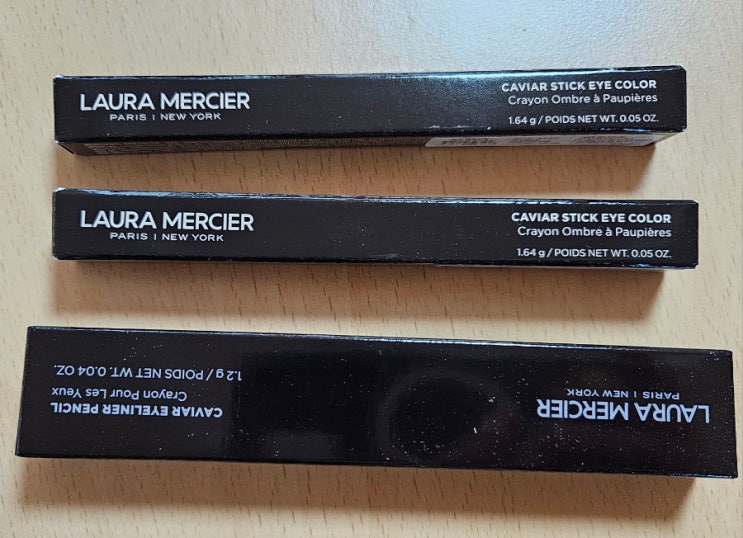 LAURA MERCIER
PARIS | NEW YORK
CAVIAR STICK EYE COLOR
Crayon Ombre à Paupières
1.64 g / POIDS NET WT. 0.05 OZ.
LAURA MERCIER
PARIS | NEW YORK
CAVIAR STICK EYE COLOR
Crayon Ombre à Paupières
1.64 g / POIDS NET WT. 0.05 OZ.
LAURA MERCIER
PARIS | NEW YORK
CAVIAR EYELINER PENCIL
Crayon Pour Les Yeux
1.2 g / POIDS NET WT. 0.04 OZ.